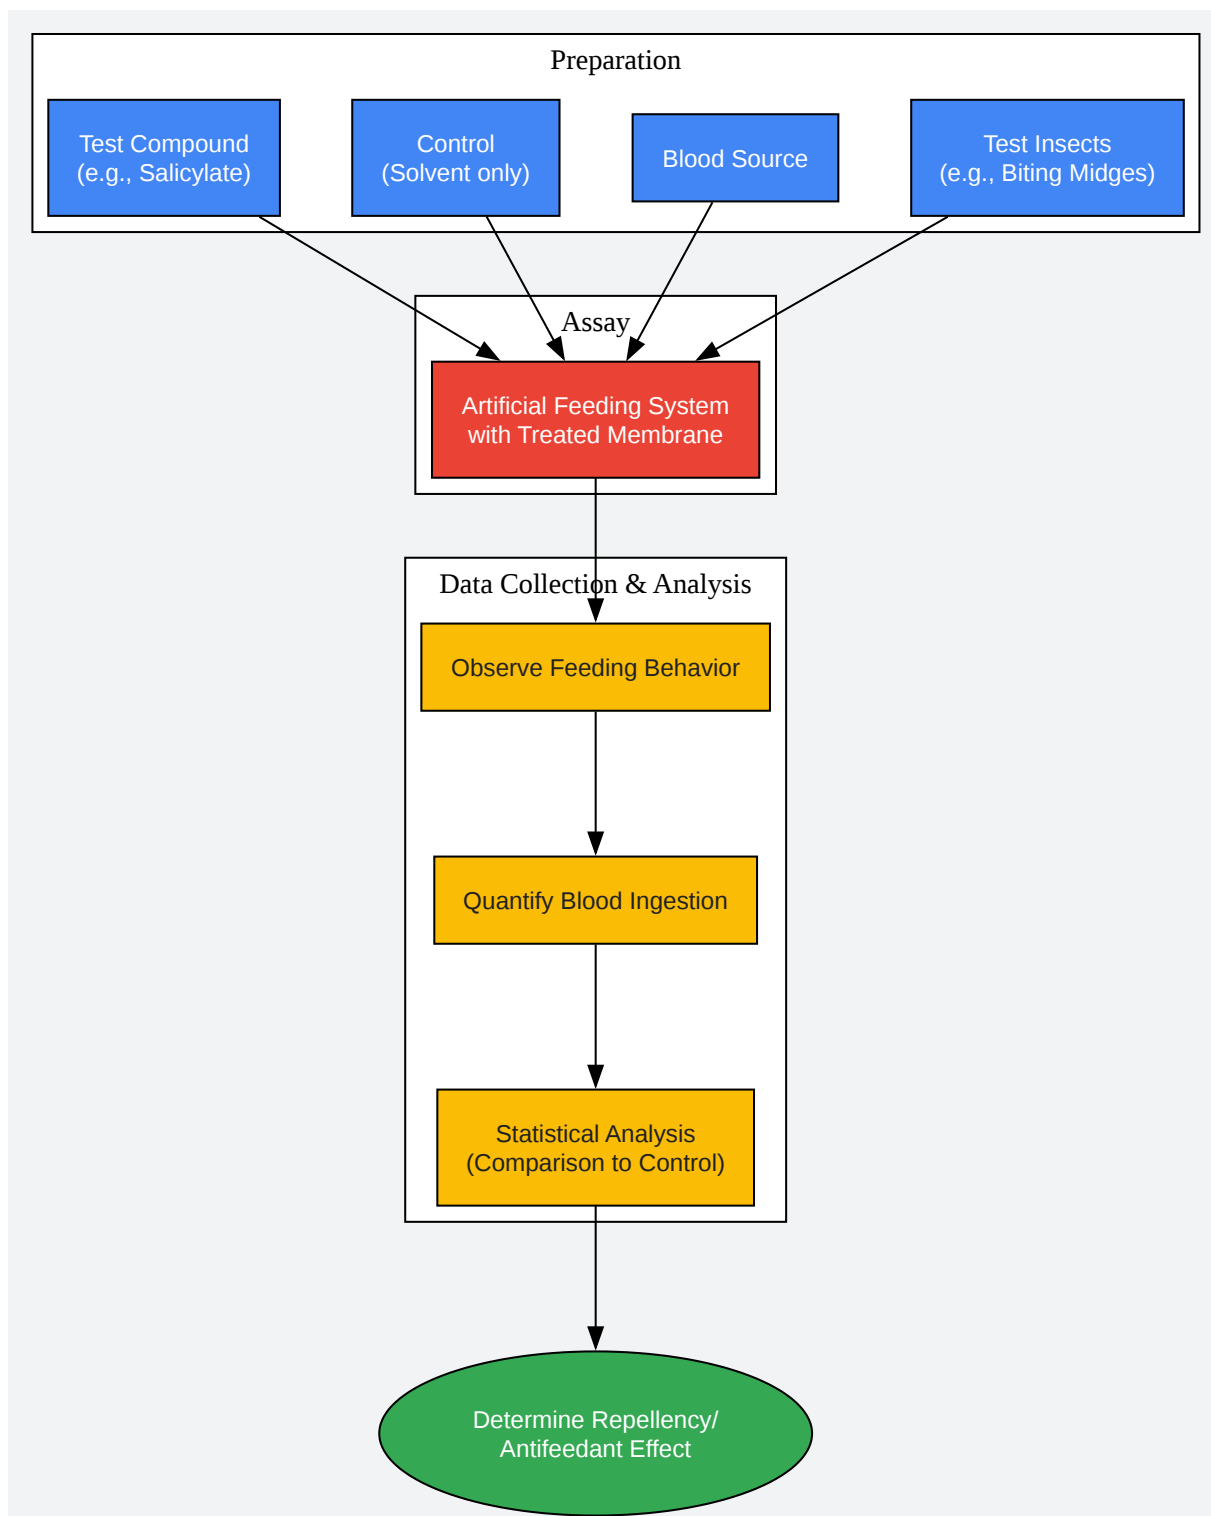 Preparation
Test Compound
(e.g., Salicylate)
Control
(Solvent only)
Blood Source
Test Insects
(e.g., Biting Midges)
Assay
Artificial Feeding System
with Treated Membrane
Data Collection & Analysis
Observe Feeding Behavior
Quantify Blood Ingestion
Statistical Analysis
(Comparison to Control)
Determine Repellency/
Antifeedant Effect